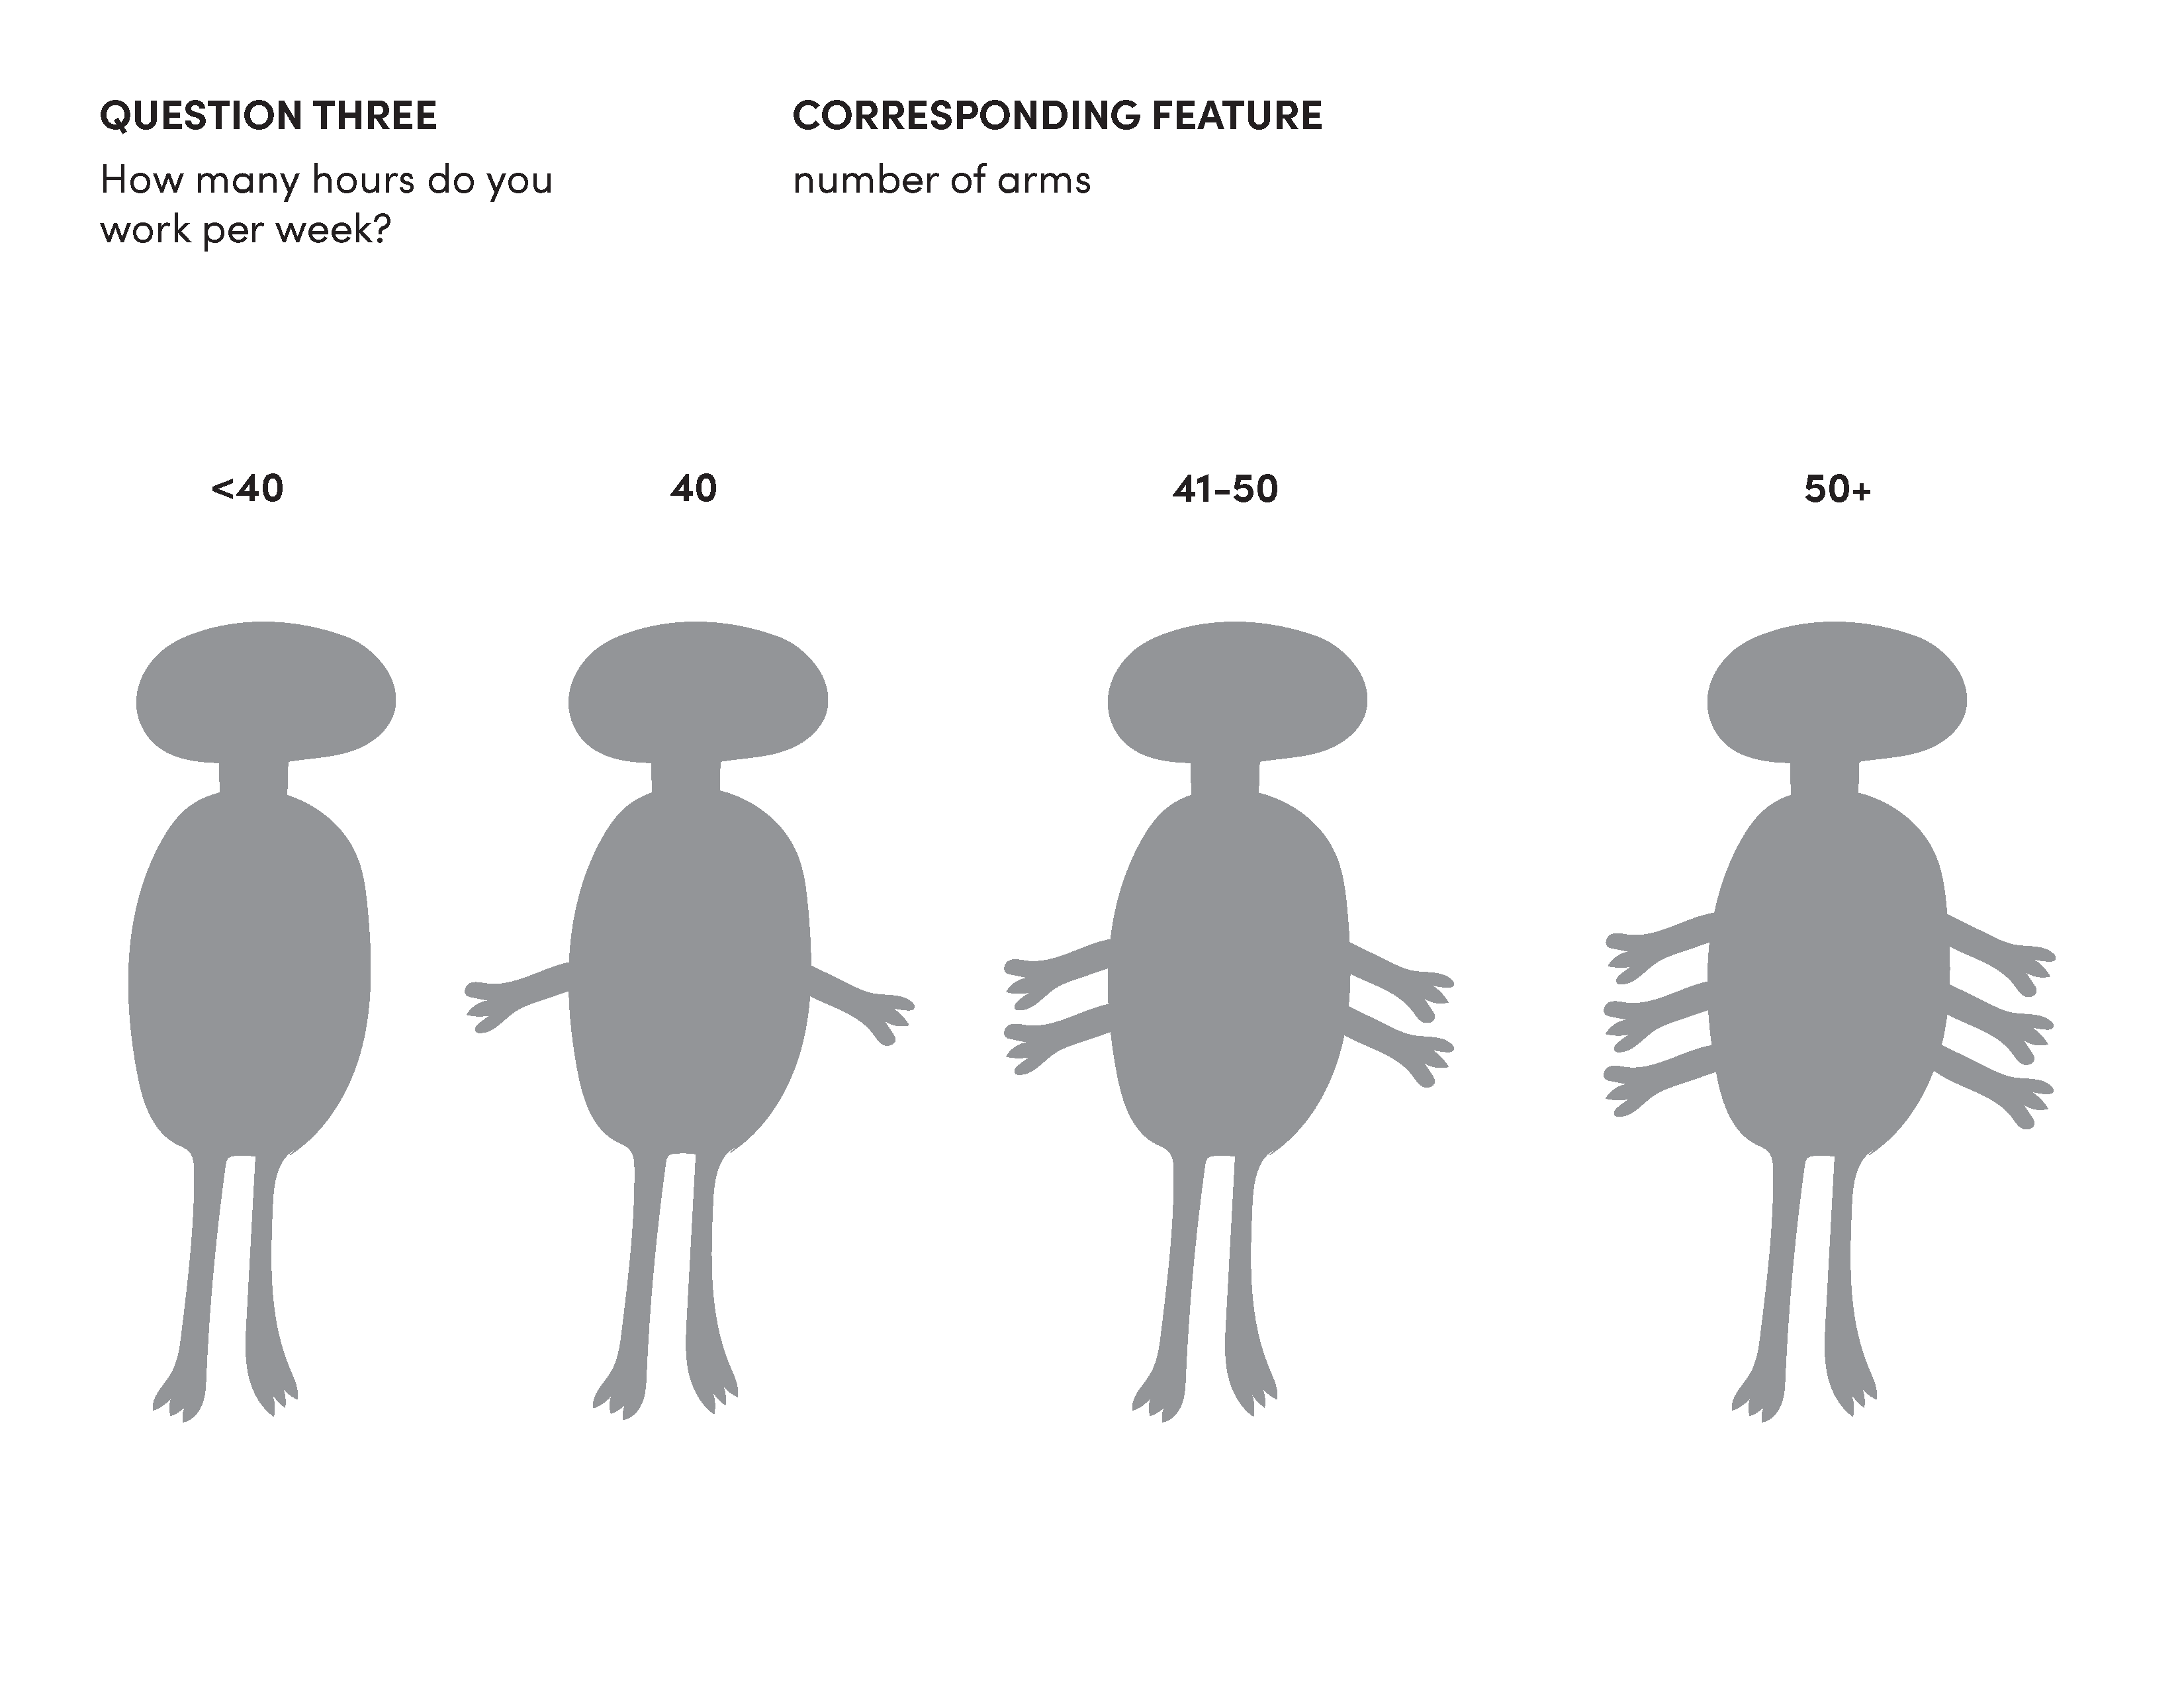 QUESTION THREE
How many hours do you
work per week?
CORRESPONDING FEATURE
number of arms
<40
40
41–50
50+